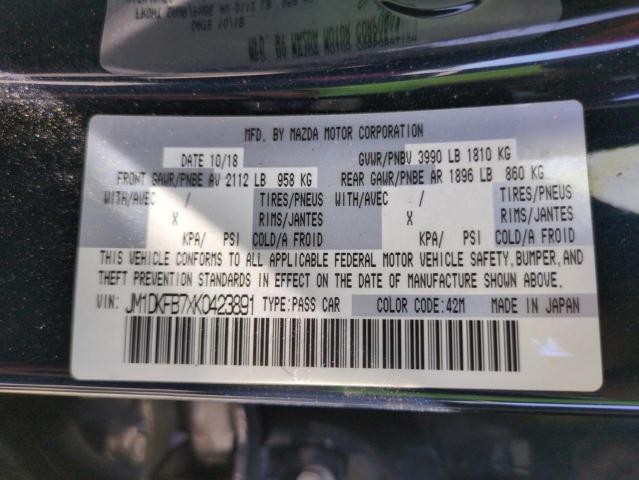 MFD. BY MAZDA MOTOR CORPORATION
DATE 10/18 GVWR/PNBV 3990 LB 1810 KG
FRONT GAWR/PNBE AV 2112 LB 958 KG REAR GAWR/PNBE AR 1896 LB 860 KG
WITH/AVEC / TIRES/PNEUS WITH/AVEC / TIRES/PNEUS
X RIMS/JANTES X RIMS/JANTES
KPA/ PSI COLD/A FROID KPA/ PSI COLD/A FROID
THIS VEHICLE CONFORMS TO ALL APPLICABLE FEDERAL MOTOR VEHICLE SAFETY, BUMPER, AND
THEFT PREVENTION STANDARDS IN EFFECT ON THE DATE OF MANUFACTURE SHOWN ABOVE.
VIN: JM1DKFB7XK0423891 TYPE:PASS CAR COLOR CODE:42M MADE IN JAPAN